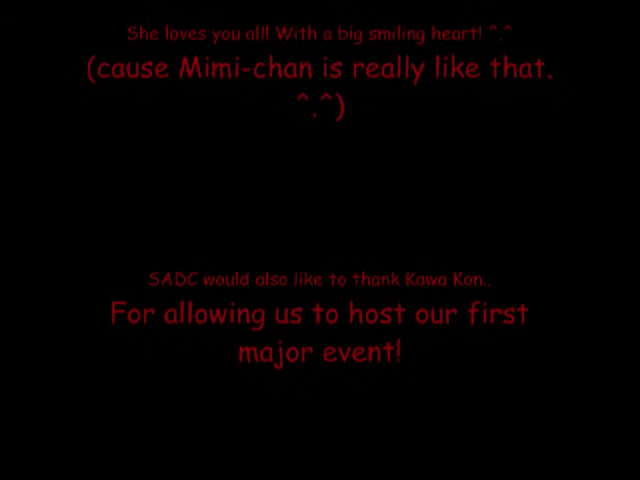 She loves you all! With a big smiling heart! ^.^
(cause Mimi-chan is really like that.
^.^)
SADC would also like to thank Kawa Kon..
For allowing us to host our first
major event!